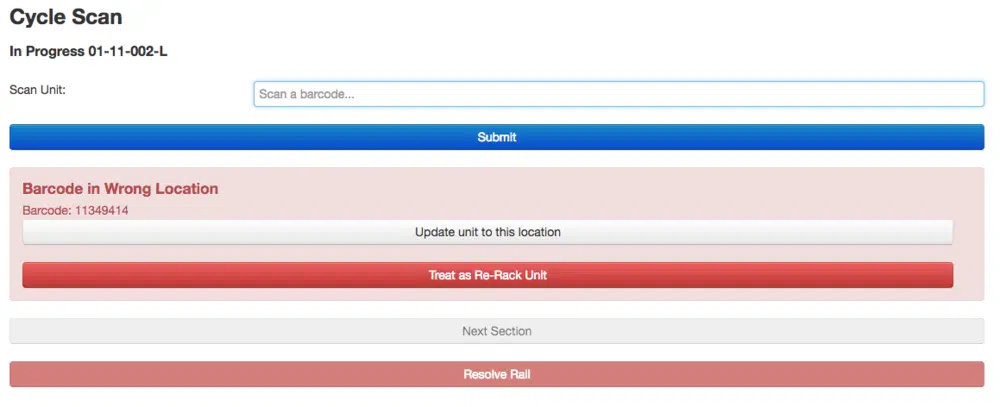 Cycle Scan
In Progress 01-11-002-L
Scan Unit:
Scan a barcode...
Submit
Barcode in Wrong Location
Barcode: 11349414
Update unit to this location
Treat as Re-Rack Unit
Next Section
Resolve Rail